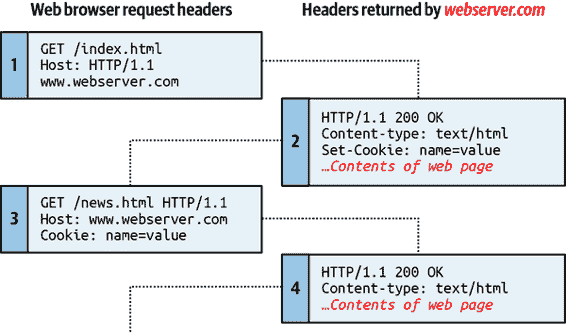 Web browser request headers
Headers returned by webserver.com
1
GET /index.html
Host: HTTP/1.1
www.webserver.com
2
HTTP/1.1 200 OK
Content-type: text/html
Set-Cookie: name=value
…Contents of web page
3
GET /news.html HTTP/1.1
Host: www.webserver.com
Cookie: name=value
4
HTTP/1.1 200 OK
Content-type: text/html
…Contents of web page